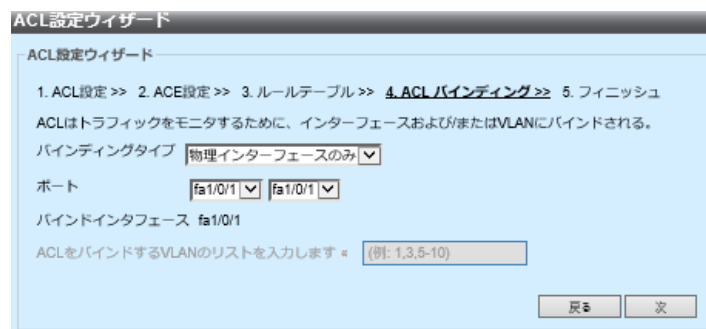 ACL設定ウィザード
ACL設定ウィザード
1. ACL設定 >> 2. ACE設定 >> 3. ルールテーブル >> 4. ACL バインディング >> 5. フィニッシュ
ACLはトラフィックをモニタするために、インターフェースおよび/またはVLANにバインドされる。
バインディングタイプ 物理インターフェースのみ
ポート fa1/0/1 fa1/0/1
バインドインタフェース fa1/0/1
ACLをバインドするVLANのリストを入力します * (例: 1,3,5-10)
戻る 次